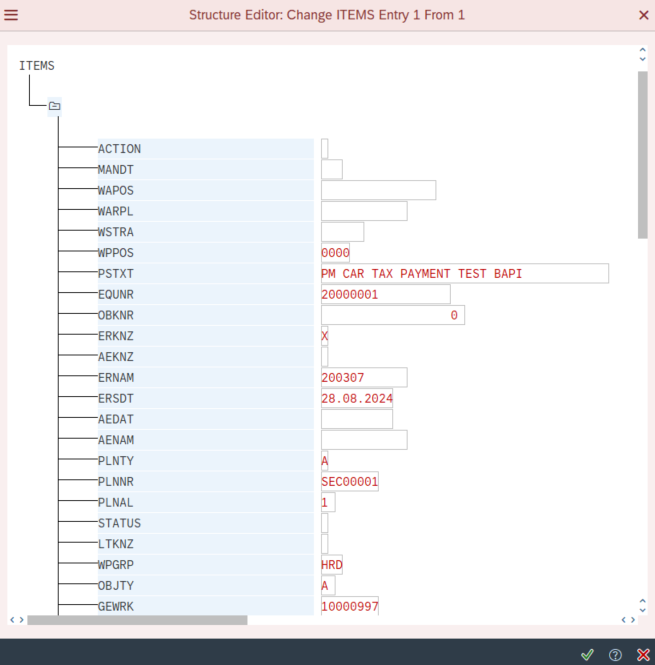 Structure Editor: Change ITEMS Entry 1 From 1
ITEMS
ACTION
MANDT
WAPOS
WARPL
WSTRA
WPPOS 0000
PSTXT PM CAR TAX PAYMENT TEST BAPI
EQUNR 20000001
OBKNR 0
ERKNZ X
AEKNZ
ERNAM 200307
ERSDT 28.08.2024
AEDAT
AENAM
PLNTY A
PLNNR SEC00001
PLNAL 1
STATUS
LTKNZ
WPGRP HRD
OBJTY A
GEWRK 10000997